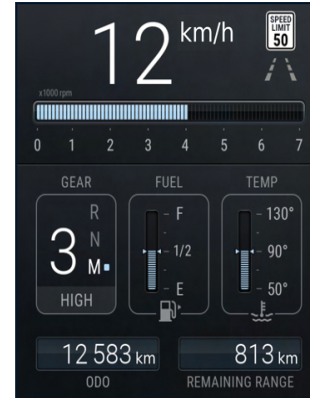 12 km/h
SPEED
LIMIT
50
x1000 rpm
0 1 2 3 4 5 6 7
GEAR
R
3 N
M
HIGH
FUEL
F
1/2
E
TEMP
130°
90°
50°
12 583 km
ODO
813 km
REMAINING RANGE